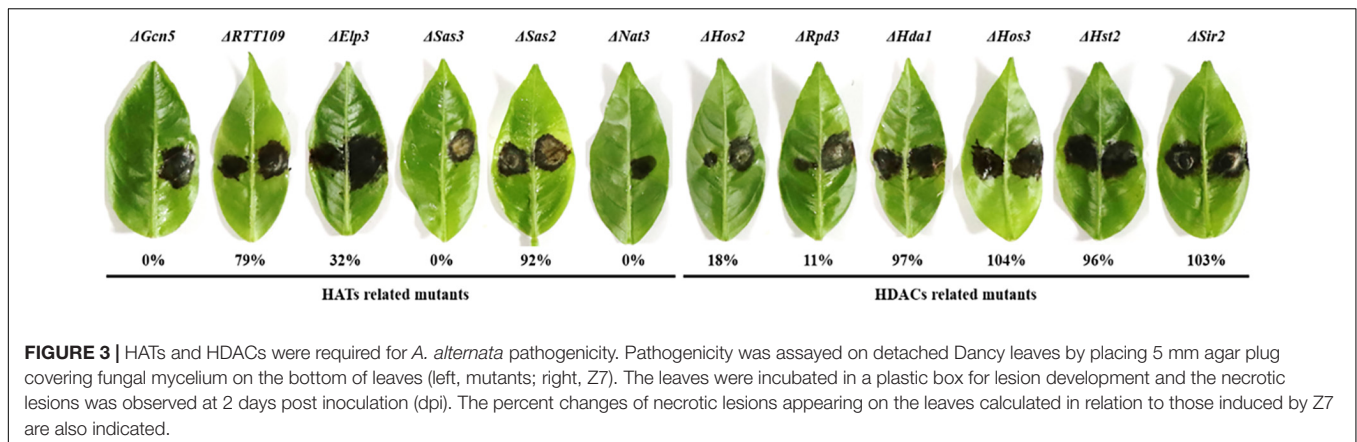 ΔGcn5 ΔRTT109 ΔElp3 ΔSas3 ΔSas2 ΔNat3 ΔHos2 ΔRpd3 ΔHda1 ΔHos3 ΔHst2 ΔSir2
0% 79% 32% 0% 92% 0% 18% 11% 97% 104% 96% 103%
HATs related mutants HDACs related mutants
FIGURE 3 | HATs and HDACs were required for A. alternata pathogenicity. Pathogenicity was assayed on detached Dancy leaves by placing 5 mm agar plug
covering fungal mycelium on the bottom of leaves (left, mutants; right, Z7). The leaves were incubated in a plastic box for lesion development and the necrotic
lesions was observed at 2 days post inoculation (dpi). The percent changes of necrotic lesions appearing on the leaves calculated in relation to those induced by Z7
are also indicated.